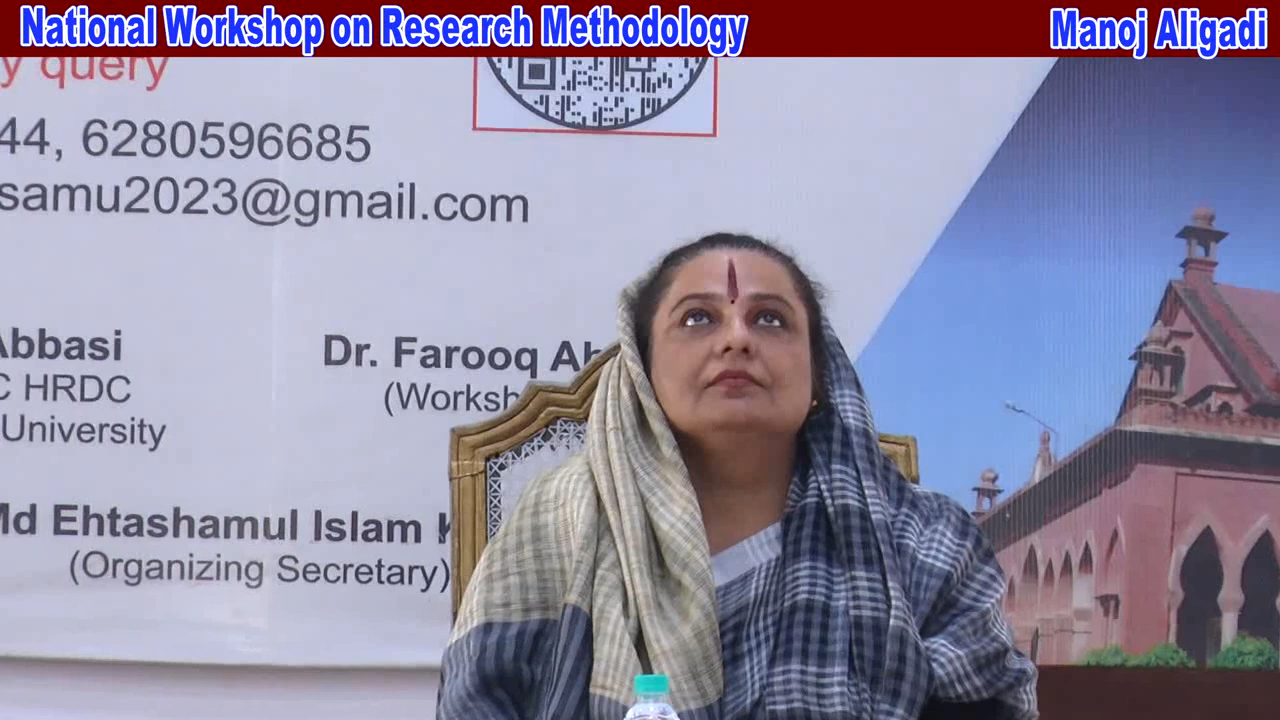 National Workshop on Research Methodology
Manoj Aligadi
y query
44, 6280596685
samu2023@gmail.com
Abbasi
C HRDC
University
Dr. Farooq
Md Ehtashamul Islam
(Organizing Secretary)